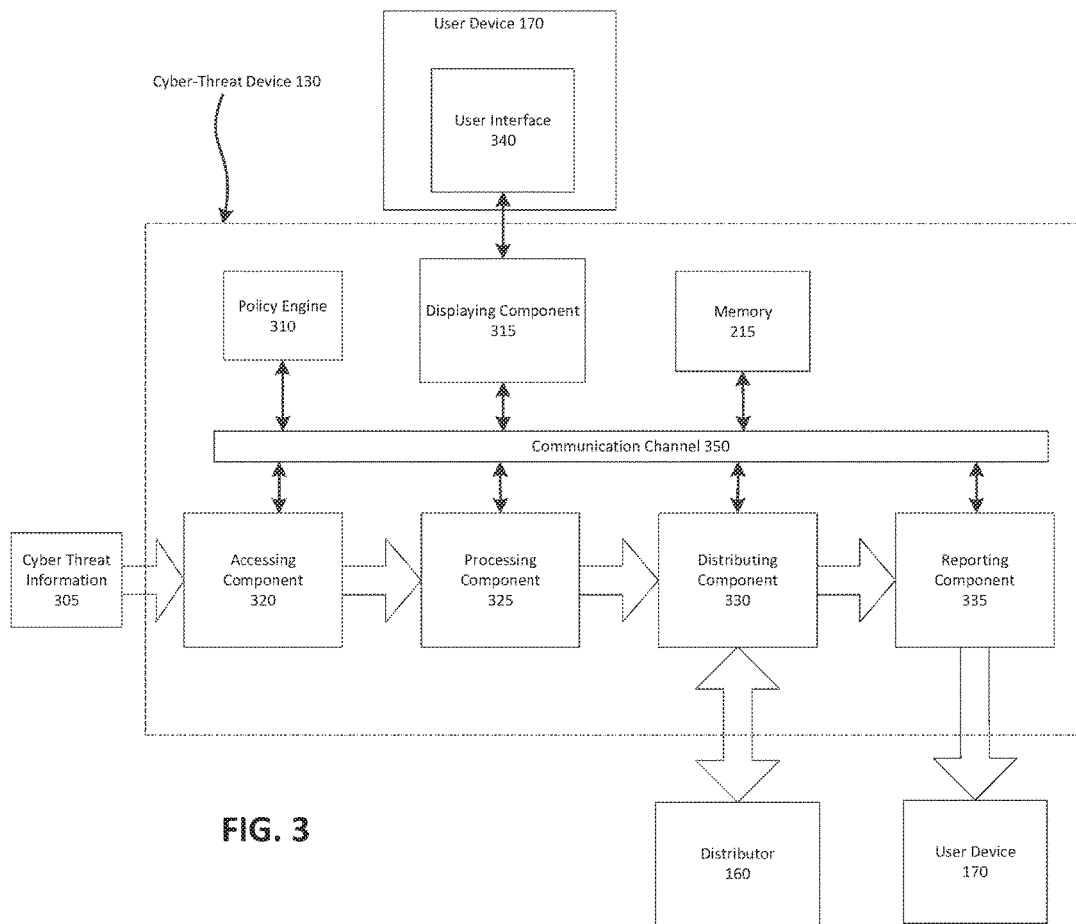 User Device 170
Cyber-Threat Device 130
User Interface
340
Policy Engine
310
Displaying Component
315
Memory
215
Communication Channel 350
Cyber Threat
Information
305
Accessing
Component
320
Processing
Component
325
Distributing
Component
330
Reporting
Component
335
FIG. 3
Distributor
160
User Device
170